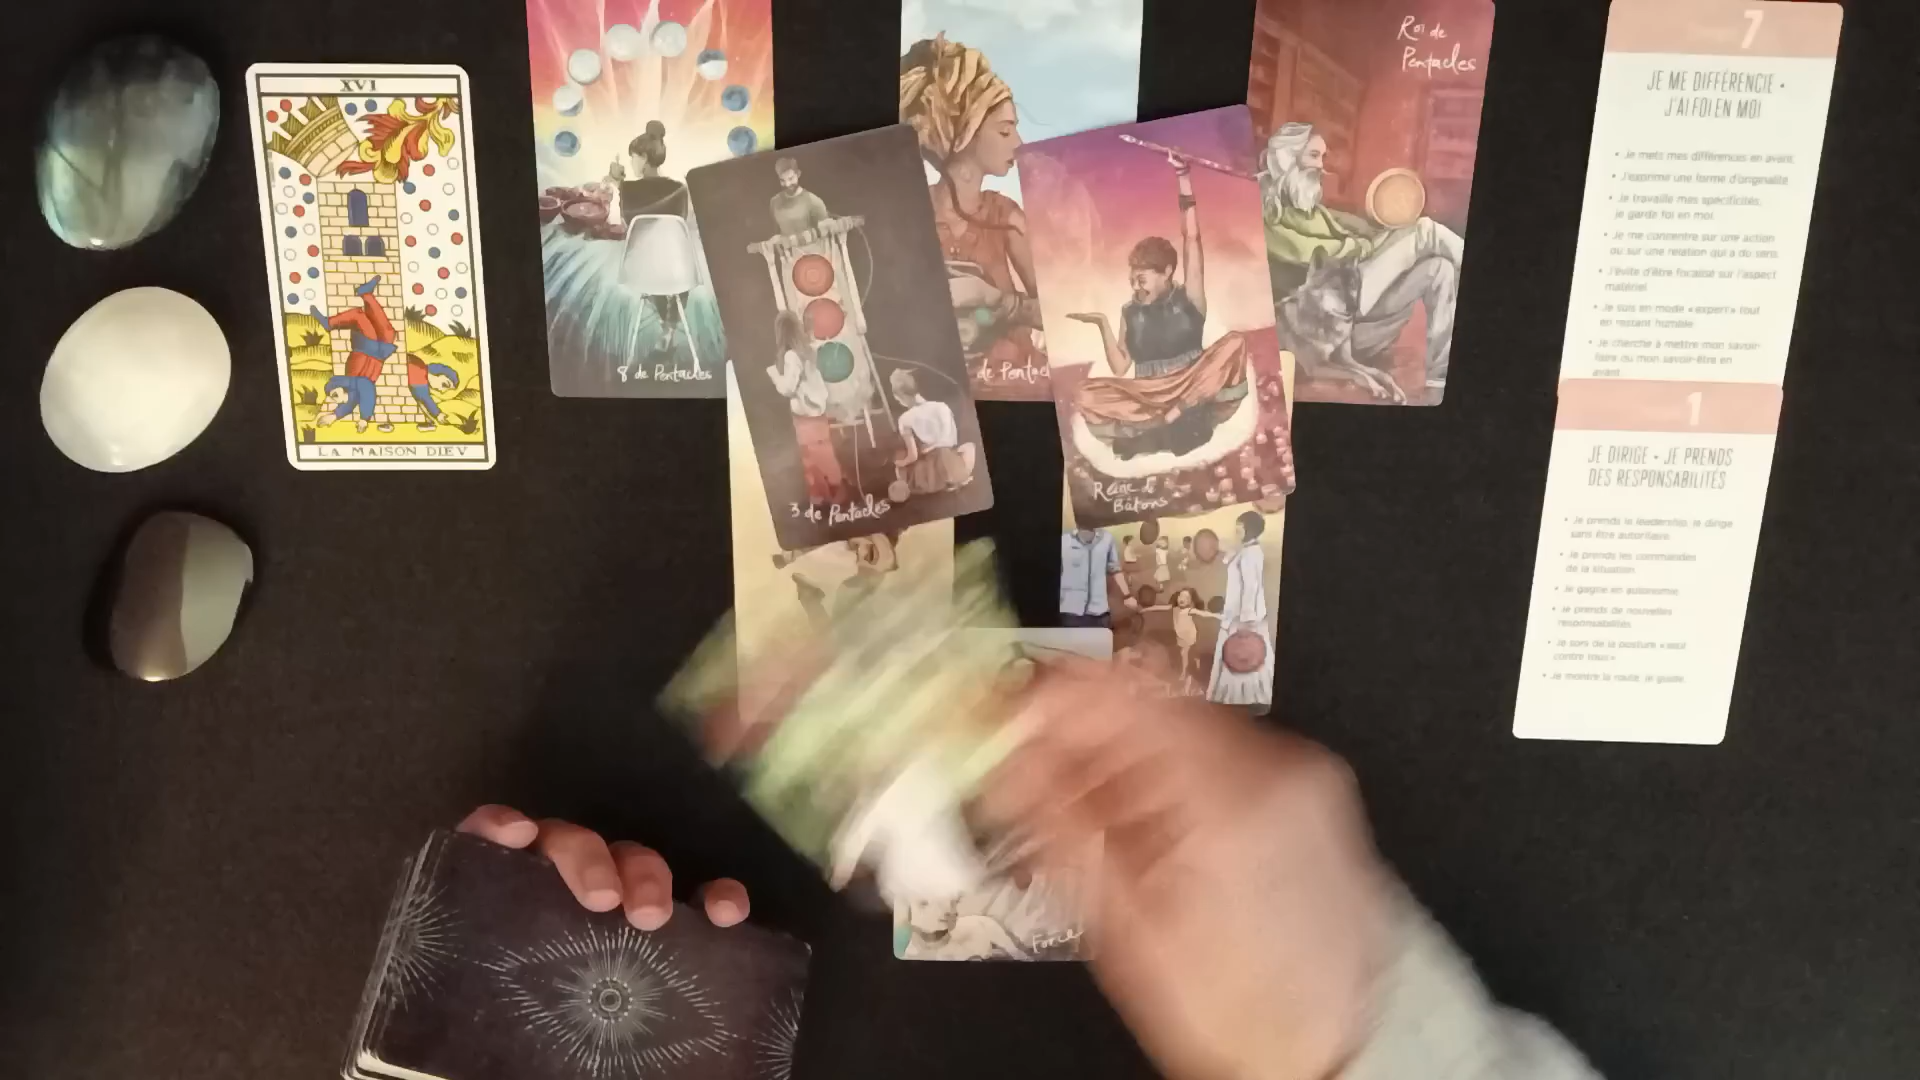 XVI
LA MAISON DIEV
8 de Pentacles
3 de Pentacles
de Pentac
Reine de
Bâtons
Roi de
Pentacles
Force
7
JE ME DIFFÉRENCIE •
J'AI FOI EN MOI
• Je mets mes différences en avant.
• J'exprime une forme d'originalité.
• Je travaille mes spécificités,
je garde foi en moi.
• Je me concentre sur une action
ou sur une relation qui a du sens.
• J'évite d'être focalisé sur l'aspect
matériel.
• Je suis en mode «expert» tout
en restant humble.
• Je cherche à mettre mon savoir-
faire ou mon savoir-être en
avant.
1
JE DIRIGE • JE PRENDS
DES RESPONSABILITÉS
• Je prends le leadership, je dirige
sans être autoritaire.
• Je prends les commandes
de la situation.
• Je gagne en autonomie.
• Je prends de nouvelles
responsabilités.
• Je sors de la posture «seul
contre tous».
• Je montre la route, je guide.